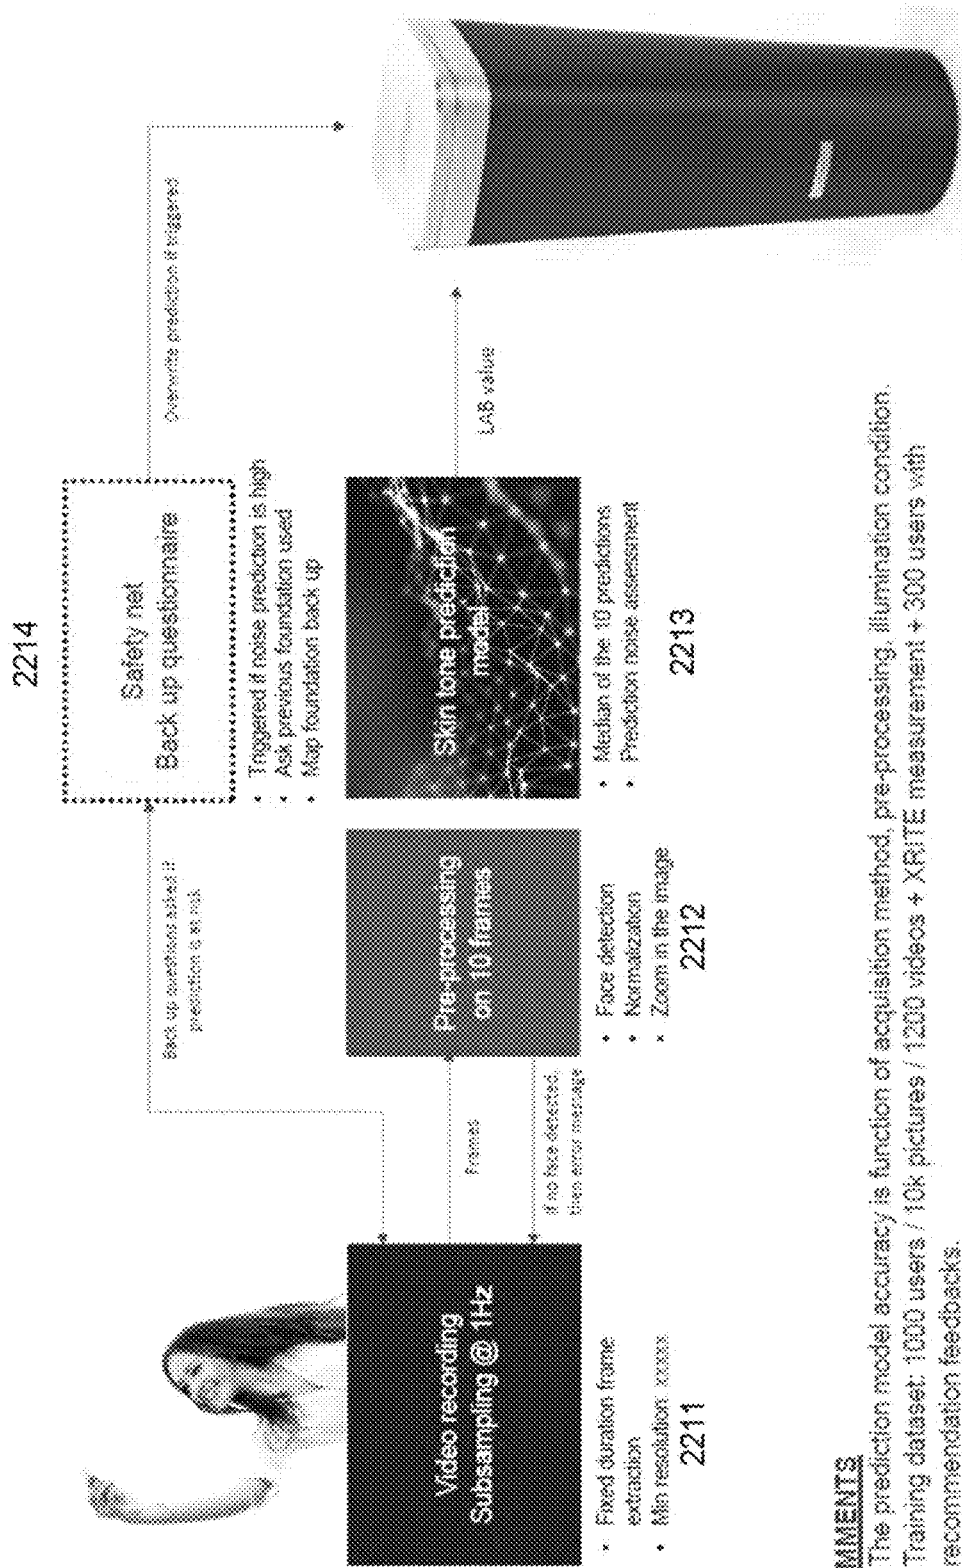 2214
Safety net
Back up questionnaire
• Triggered if noise prediction is high
• Ask previous foundation used
• Map foundation back up
Back up questions asked if
prediction is at risk
Overwrite prediction if triggered
Video recording
Subsampling @ 1Hz
• Fixed duration frame
extraction
• Min resolution: xxxxx
2211
Frames
If no face detected,
then error message
Pre-processing
on 10 frames
• Face detection
• Normalization
• Zoom in the image
2212
Skin tone prediction
model
• Median of the 10 predictions
• Prediction noise assessment
2213
LAB value
MMENTS
The prediction model accuracy is function of acquisition method, pre-processing, illumination condition.
Training dataset: 1000 users / 10k pictures / 1200 videos + XRITE measurement + 300 users with
recommendation feedbacks.